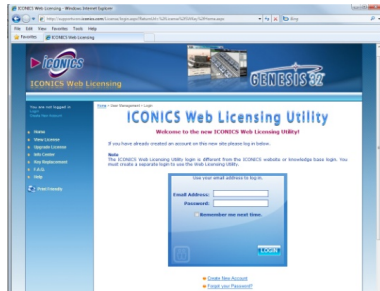 ICONICS Web Licensing - Windows Internet Explorer
File Edit View Favorites Tools Help
Favorites ICONICS Web Licensing
ICONICS
ICONICS Web Licensing
GENESIS32
You are not logged in
Login
Create New Account
Home
View License
Upgrade License
Info Center
Key Replacement
F.A.Q.
Help
Print Friendly
Home > User Management > Login
ICONICS Web Licensing Utility
Welcome to the new ICONICS Web Licensing Utility!
If you have already created an account on this new site please log in below.
Note
The ICONICS Web Licensing Utility login is different from the ICONICS website or knowledge base login. You
must create a separate login to use the Web Licensing Utility.
Use your email address to log in.
Email Address:
Password:
Remember me next time.
LOGIN
Create New Account
Forgot your Password?